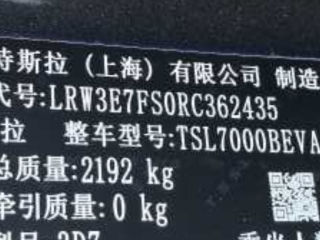 特斯拉 (上海) 有限公司 制造
代号:LRW3E7FS0RC362435
拉 整车型号:TSL7000BEVA
总质量:2192 kg
牵引质量:0 kg